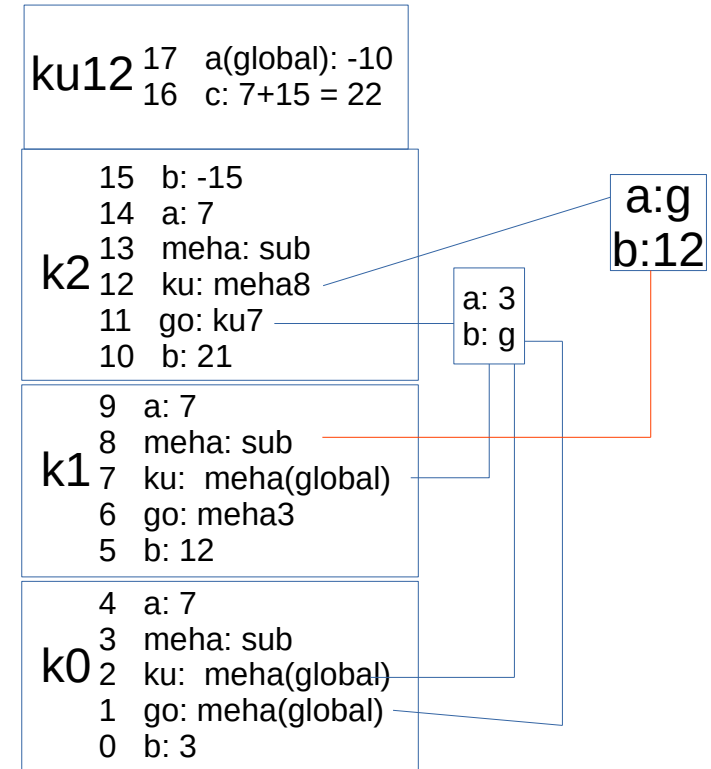 ku12
17 a(global): -10
16 c: 7+15 = 22
k2
15 b: -15
14 a: 7
13 meha: sub
12 ku: meha8
11 go: ku7
10 b: 21
a:g
b:12
a: 3
b: g
k1
9 a: 7
8 meha: sub
7 ku: meha(global)
6 go: meha3
5 b: 12
k0
4 a: 7
3 meha: sub
2 ku: meha(global)
1 go: meha(global)
0 b: 3